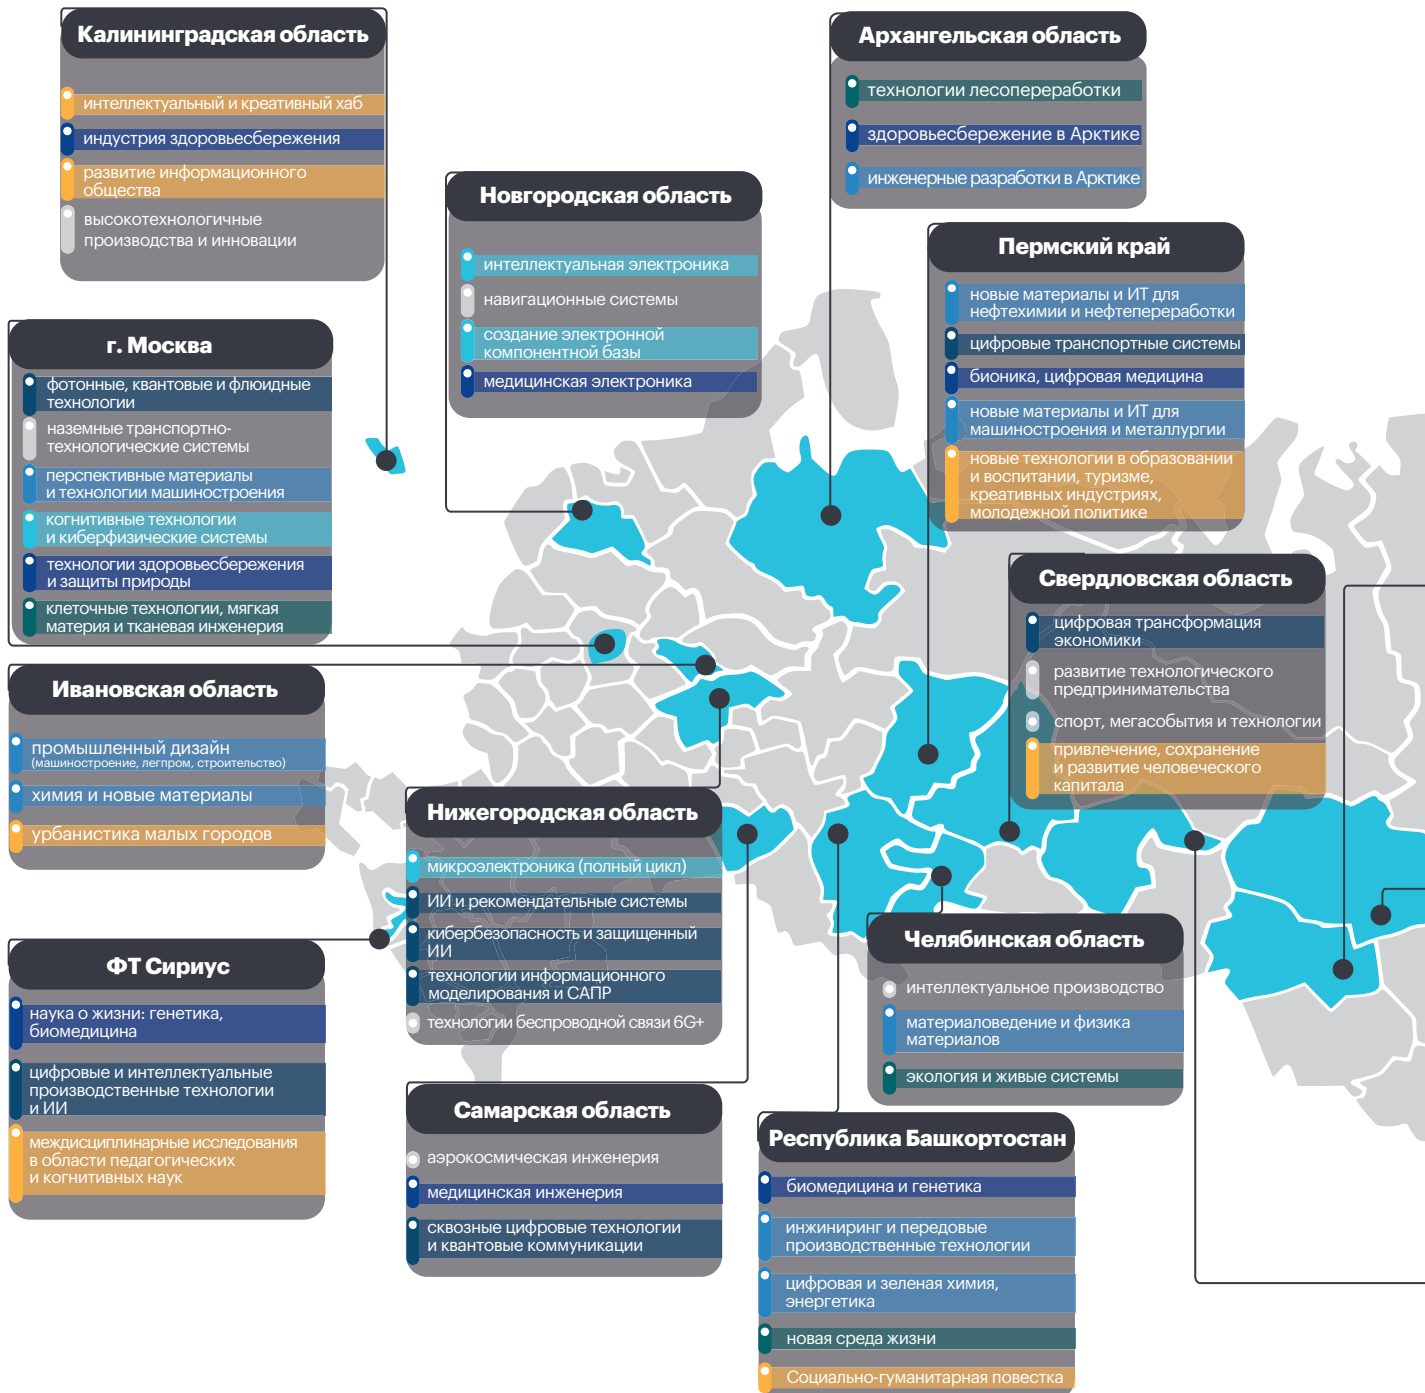 Калининградская область
интеллектуальный и креативный хаб
индустрия здоровьесбережения
развитие информационного
общества
высокотехнологичные
производства и инновации
Архангельская область
технологии лесопереработки
здоровьесбережение в Арктике
инженерные разработки в Арктике
Новгородская область
интеллектуальная электроника
навигационные системы
создание электронной
компонентной базы
медицинская электроника
Пермский край
новые материалы и ИТ для
нефтехимии и нефтепереработки
цифровые транспортные системы
бионика, цифровая медицина
новые материалы и ИТ для
машиностроения и металлургии
новые технологии в образовании
и воспитании, туризме,
креативных индустриях,
молодежной политике
г. Москва
фотонные, квантовые и флюидные
технологии
наземные транспортно-
технологические системы
перспективные материалы
и технологии машиностроения
когнитивные технологии
и киберфизические системы
технологии здоровьесбережения
и защиты природы
клеточные технологии, мягкая
материя и тканевая инженерия
Свердловская область
цифровая трансформация
экономики
развитие технологического
предпринимательства
спорт, мегасобытия и технологии
привлечение, сохранение
и развитие человеческого
капитала
Ивановская область
промышленный дизайн
(машиностроение, легпром, строительство)
химия и новые материалы
урбанистика малых городов
Нижегородская область
микроэлектроника (полный цикл)
ИИ и рекомендательные системы
кибербезопасность и защищенный
ИИ
технологии информационного
моделирования и САПР
технологии беспроводной связи 6G+
Челябинская область
интеллектуальное производство
материаловедение и физика
материалов
экология и живые системы
ФТ Сириус
наука о жизни: генетика,
биомедицина
цифровые и интеллектуальные
производственные технологии
и ИИ
междисциплинарные исследования
в области педагогических
и когнитивных наук
Самарская область
аэрокосмическая инженерия
медицинская инженерия
сквозные цифровые технологии
и квантовые коммуникации
Республика Башкортостан
биомедицина и генетика
инжиниринг и передовые
производственные технологии
цифровая и зеленая химия,
энергетика
новая среда жизни
Социально-гуманитарная повестка